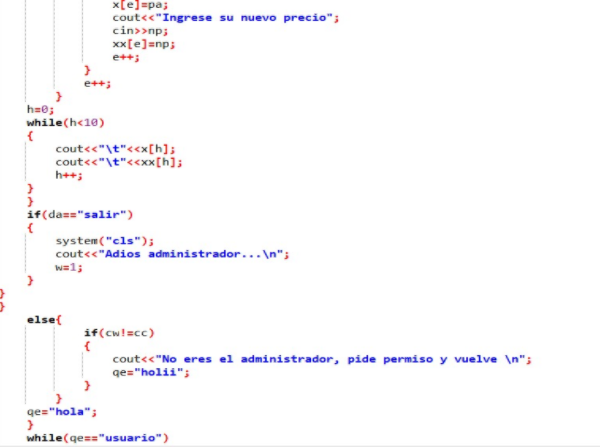 x[e]=pa;
cout<<"Ingrese su nuevo precio";
cin>>np;
xx[e]=np;
e++;
}
e++;
}
h=0;
while(h<10)
{
cout<<"\t"<<x[h];
cout<<"\t"<<xx[h];
h++;
}
}
if(da=="salir")
{
system("cls");
cout<<"Adios administrador...\n";
w=1;
}
}
}
else{
if(cw!=cc)
{
cout<<"No eres el administrador, pide permiso y vuelve \n";
qe="holii";
}
}
qe="hola";
}
while(qe=="usuario")